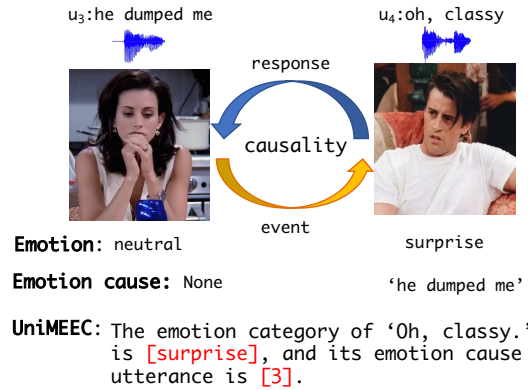 u₃:he dumped me
u₄:oh, classy
response
causality
event
Emotion: neutral
surprise
Emotion cause: None
'he dumped me'
UniMEEC: The emotion category of ‘Oh, classy.’
is [surprise], and its emotion cause
utterance is [3].